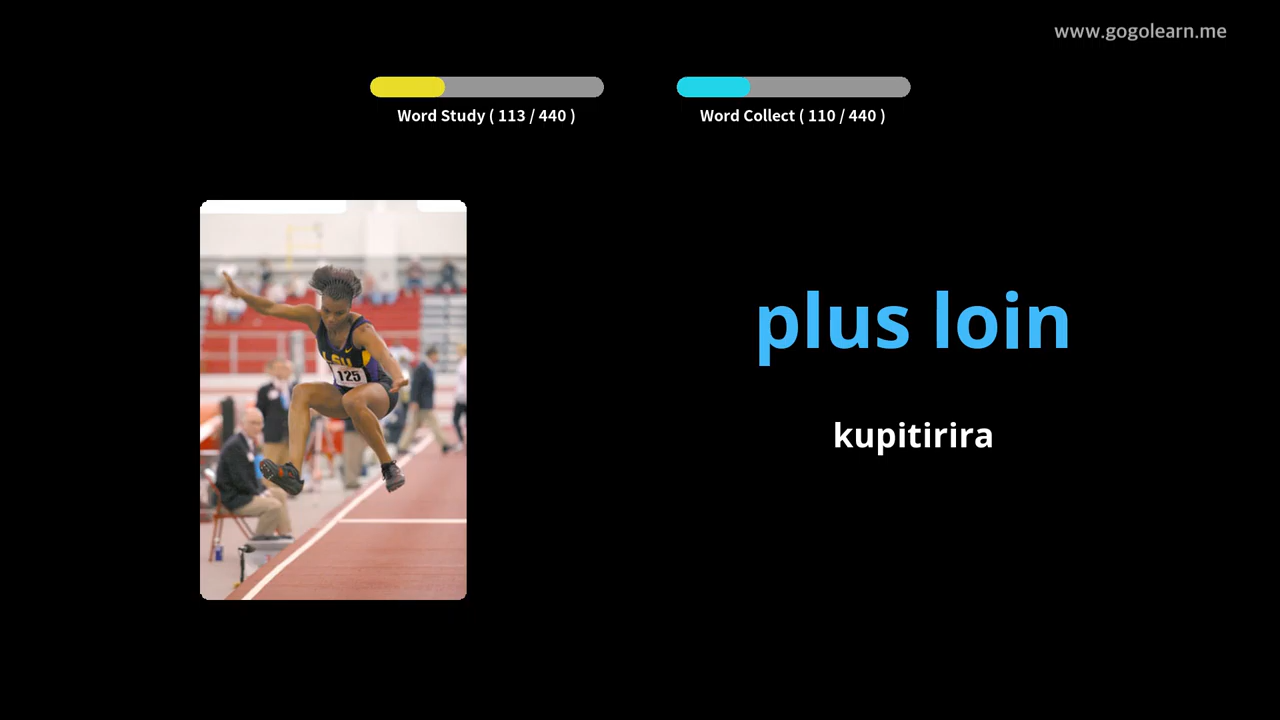 www.gogolearn.me
Word Study ( 113 / 440 )
Word Collect ( 110 / 440 )
LSU
125
plus loin
kupitirira